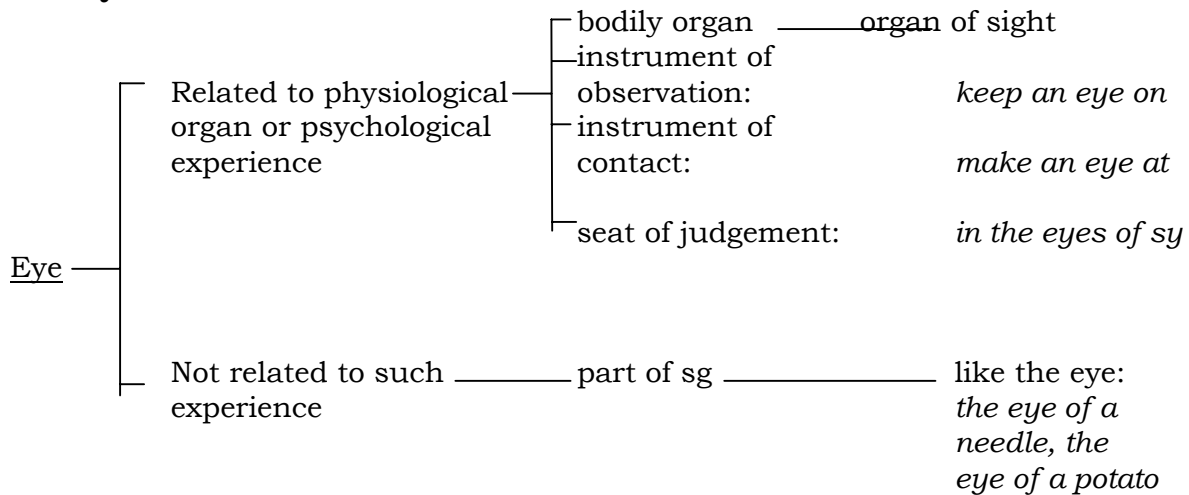 bodily organ organ of sight
instrument of
Related to physiological observation: keep an eye on
organ or psychological instrument of
experience contact: make an eye at
seat of judgement: in the eyes of sy
Eye
Not related to such part of sg like the eye:
experience the eye of a
needle, the
eye of a potato